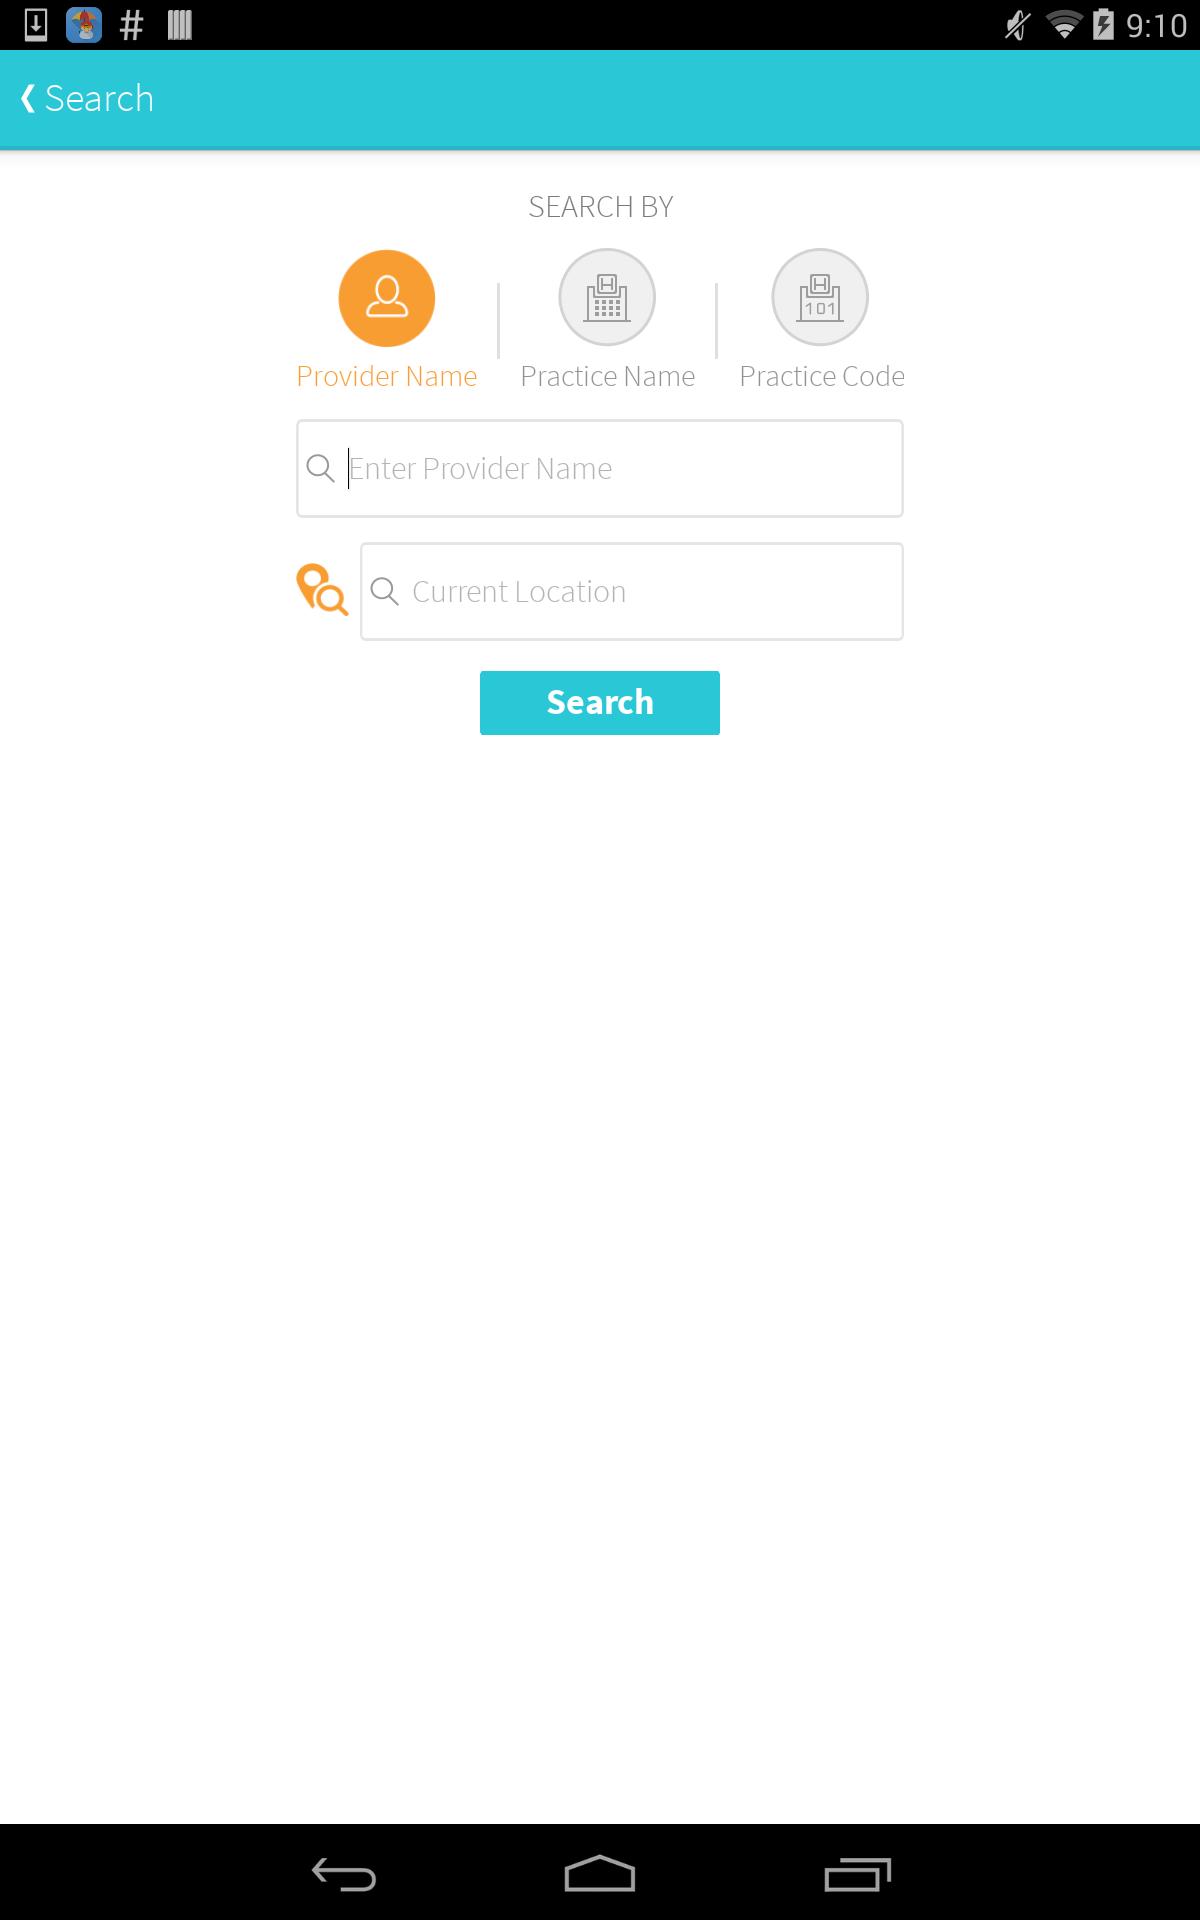 9:10
Search
SEARCH BY
Provider Name
Practice Name
Practice Code
Enter Provider Name
Current Location
Search